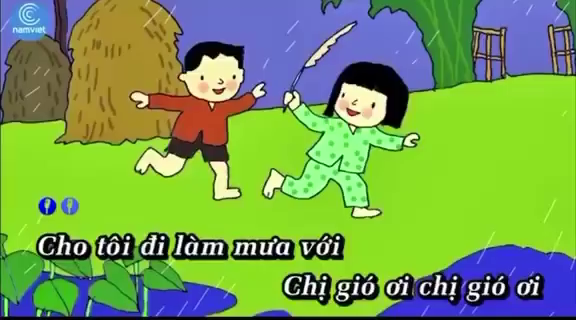 namviet
Cho tôi đi làm mưa với
Chị gió ơi chị gió ơi